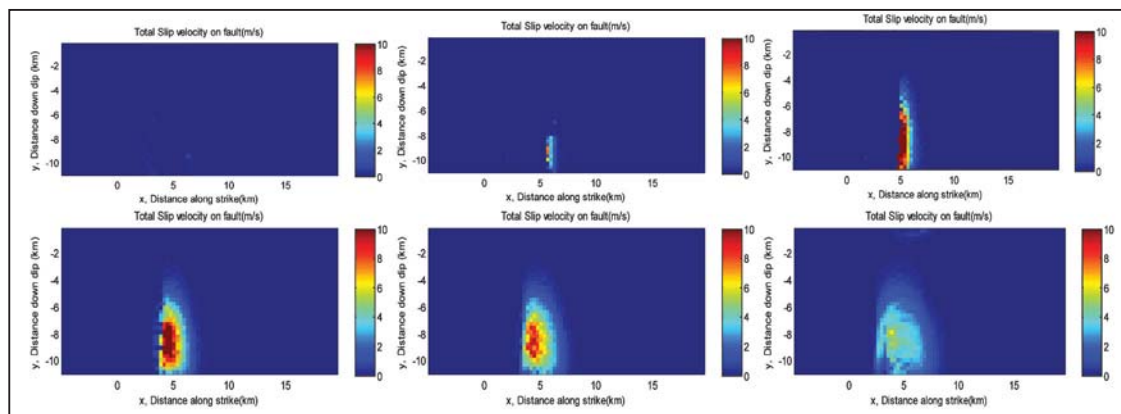 Total Slip velocity on fault(m/s)
y, Distance down dip (km)
-2
-4
-6
-8
-10
0 5 10 15
x, Distance along strike(km)
10
8
6
4
2
0
Total Slip velocity on fault(m/s)
y, Distance down dip (km)
-2
-4
-6
-8
-10
0 5 10 15
x, Distance along strike(km)
10
8
6
4
2
0
Total Slip velocity on fault(m/s)
y, Distance down dip (km)
-2
-4
-6
-8
-10
0 5 10 15
x, Distance along strike(km)
10
8
6
4
2
0
Total Slip velocity on fault(m/s)
y, Distance down dip (km)
-2
-4
-6
-8
-10
0 5 10 15
x, Distance along strike(km)
10
8
6
4
2
0
Total Slip velocity on fault(m/s)
y, Distance down dip (km)
-2
-4
-6
-8
-10
0 5 10 15
x, Distance along strike(km)
10
8
6
4
2
0
Total Slip velocity on fault(m/s)
y, Distance down dip (km)
-2
-4
-6
-8
-10
0 5 10 15
x, Distance along strike(km)
10
8
6
4
2
0